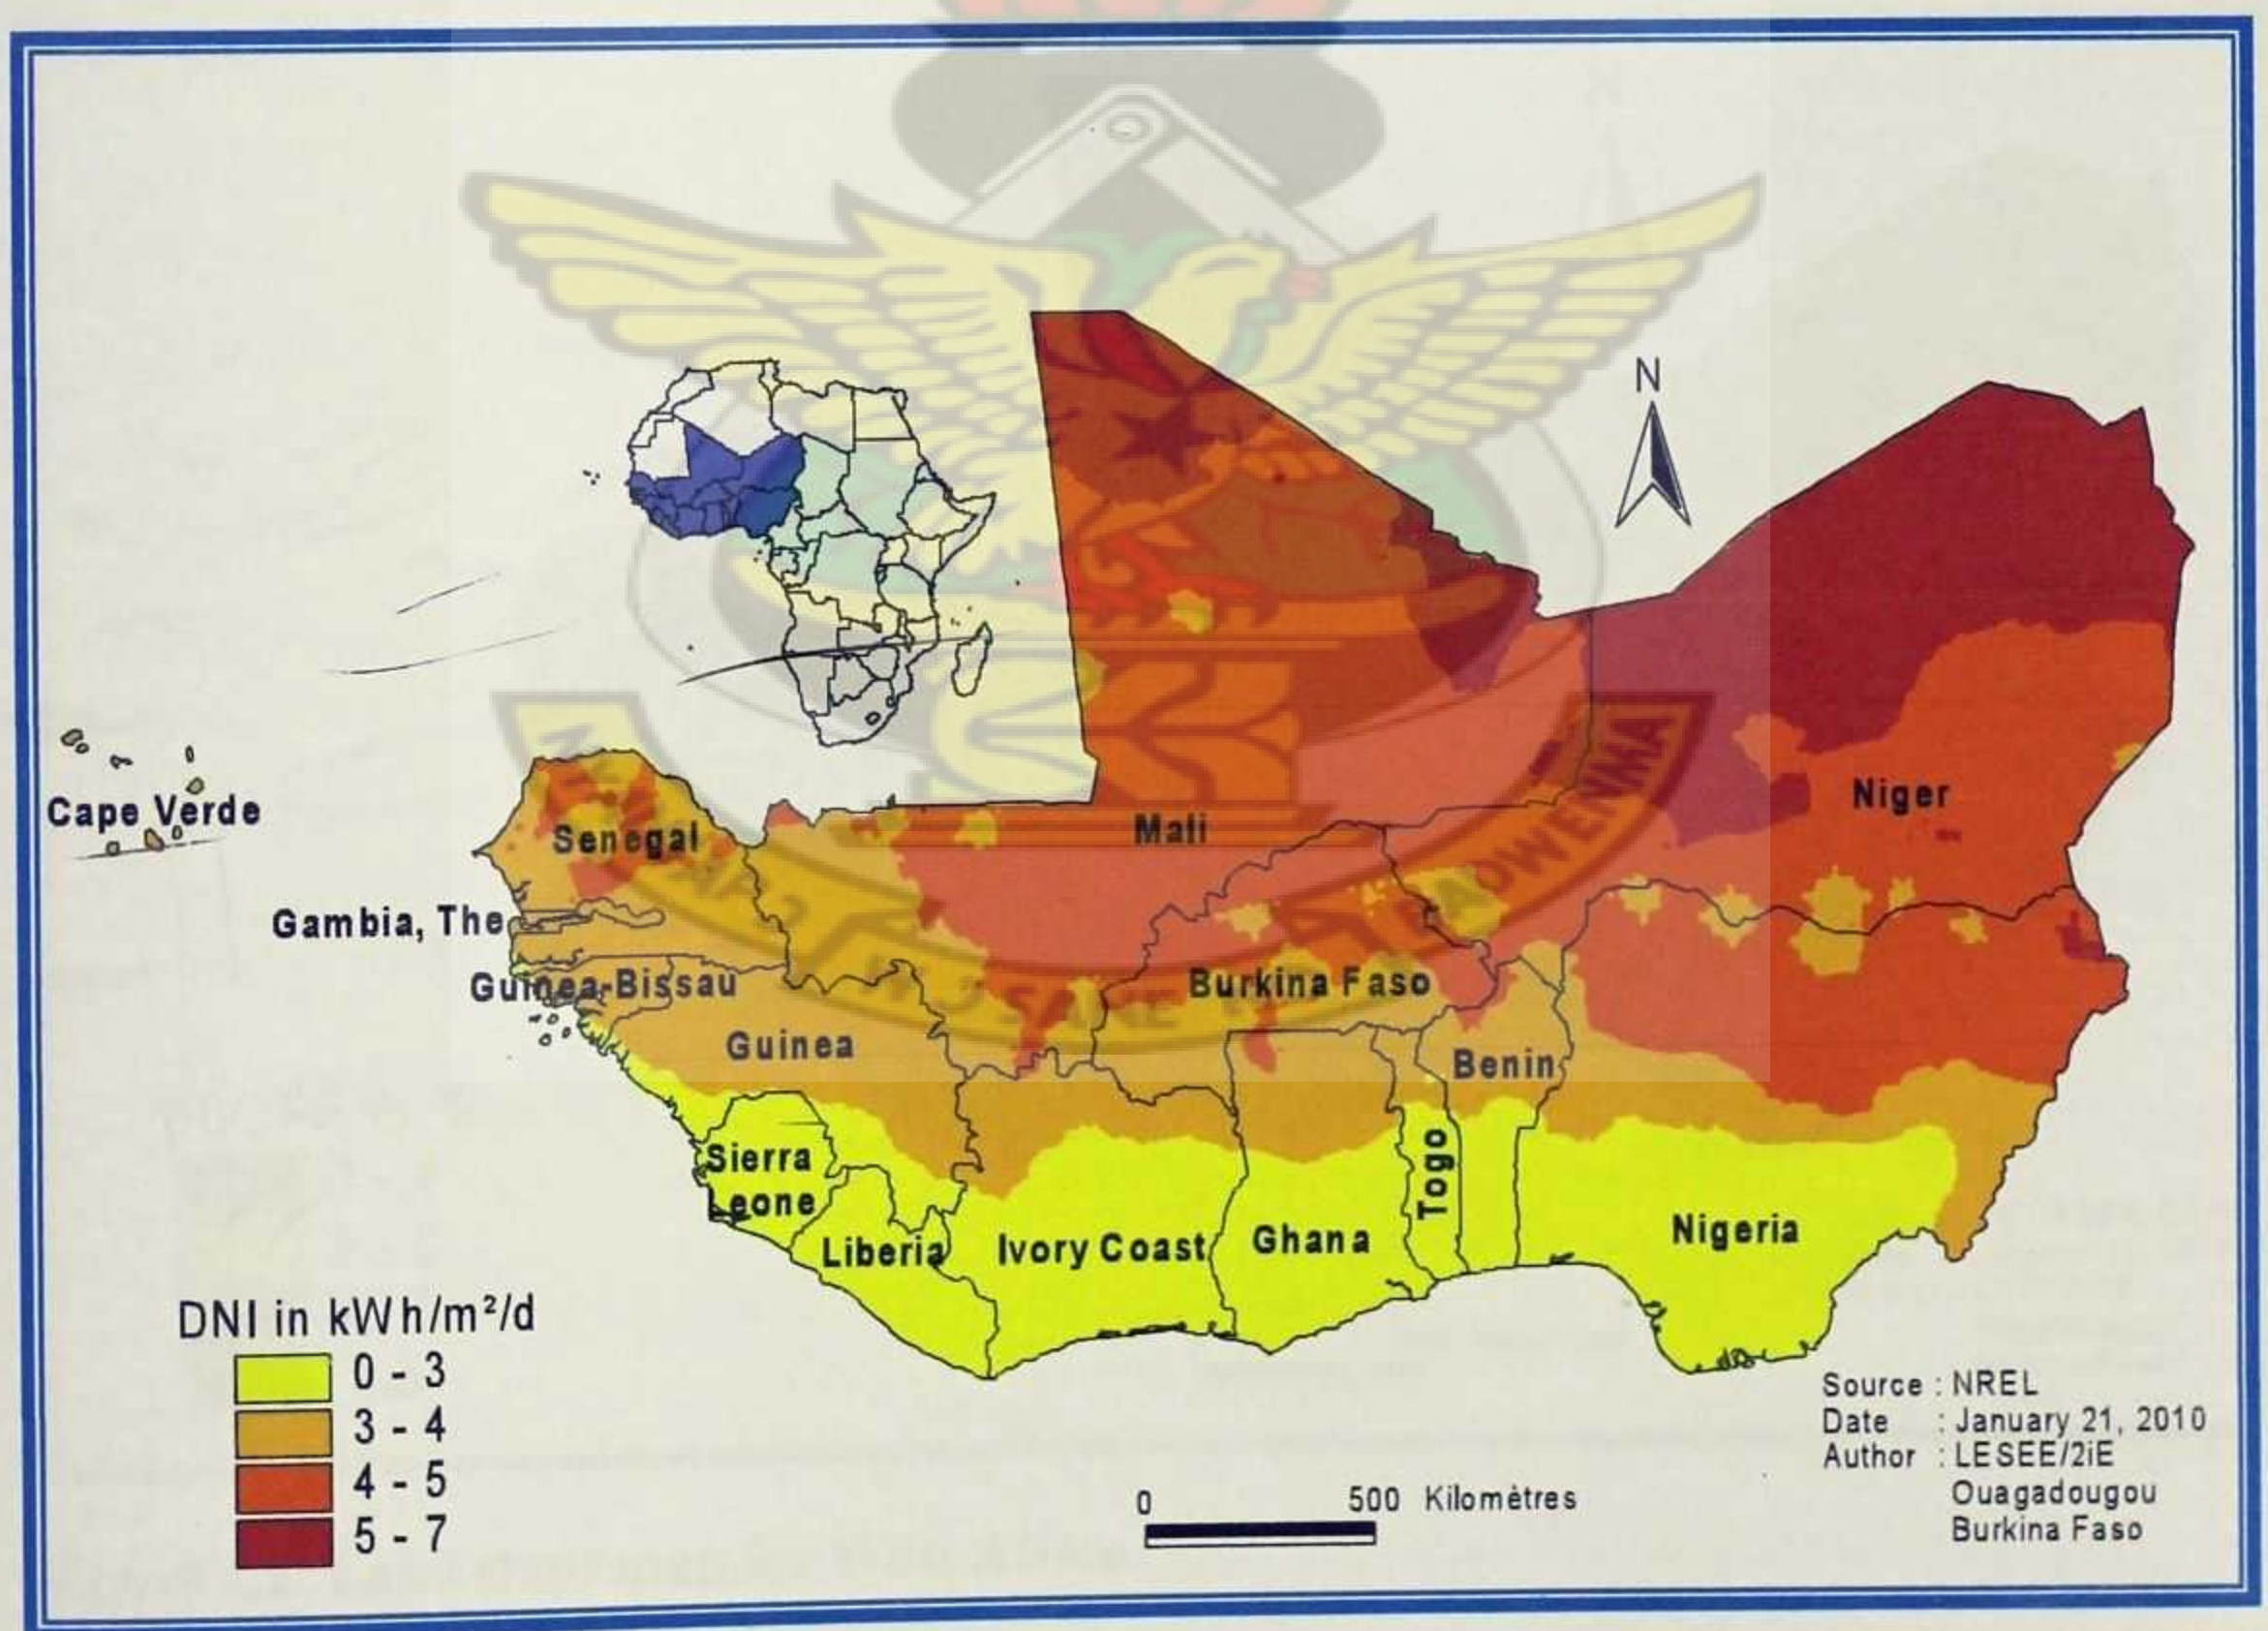 N
Cape Verde
Senegal
Mali
Niger
Gambia, The
Guinea-Bissau
Burkina Faso
Guinea
Benin
Sierra
Leone
Togo
Liberia
Ivory Coast
Ghana
Nigeria
DNI in kWh/m²/d
0 - 3
3 - 4
4 - 5
5 - 7
0 500 Kilomètres
Source : NREL
Date : January 21, 2010
Author : LESEE/2iE
Ouagadougou
Burkina Faso